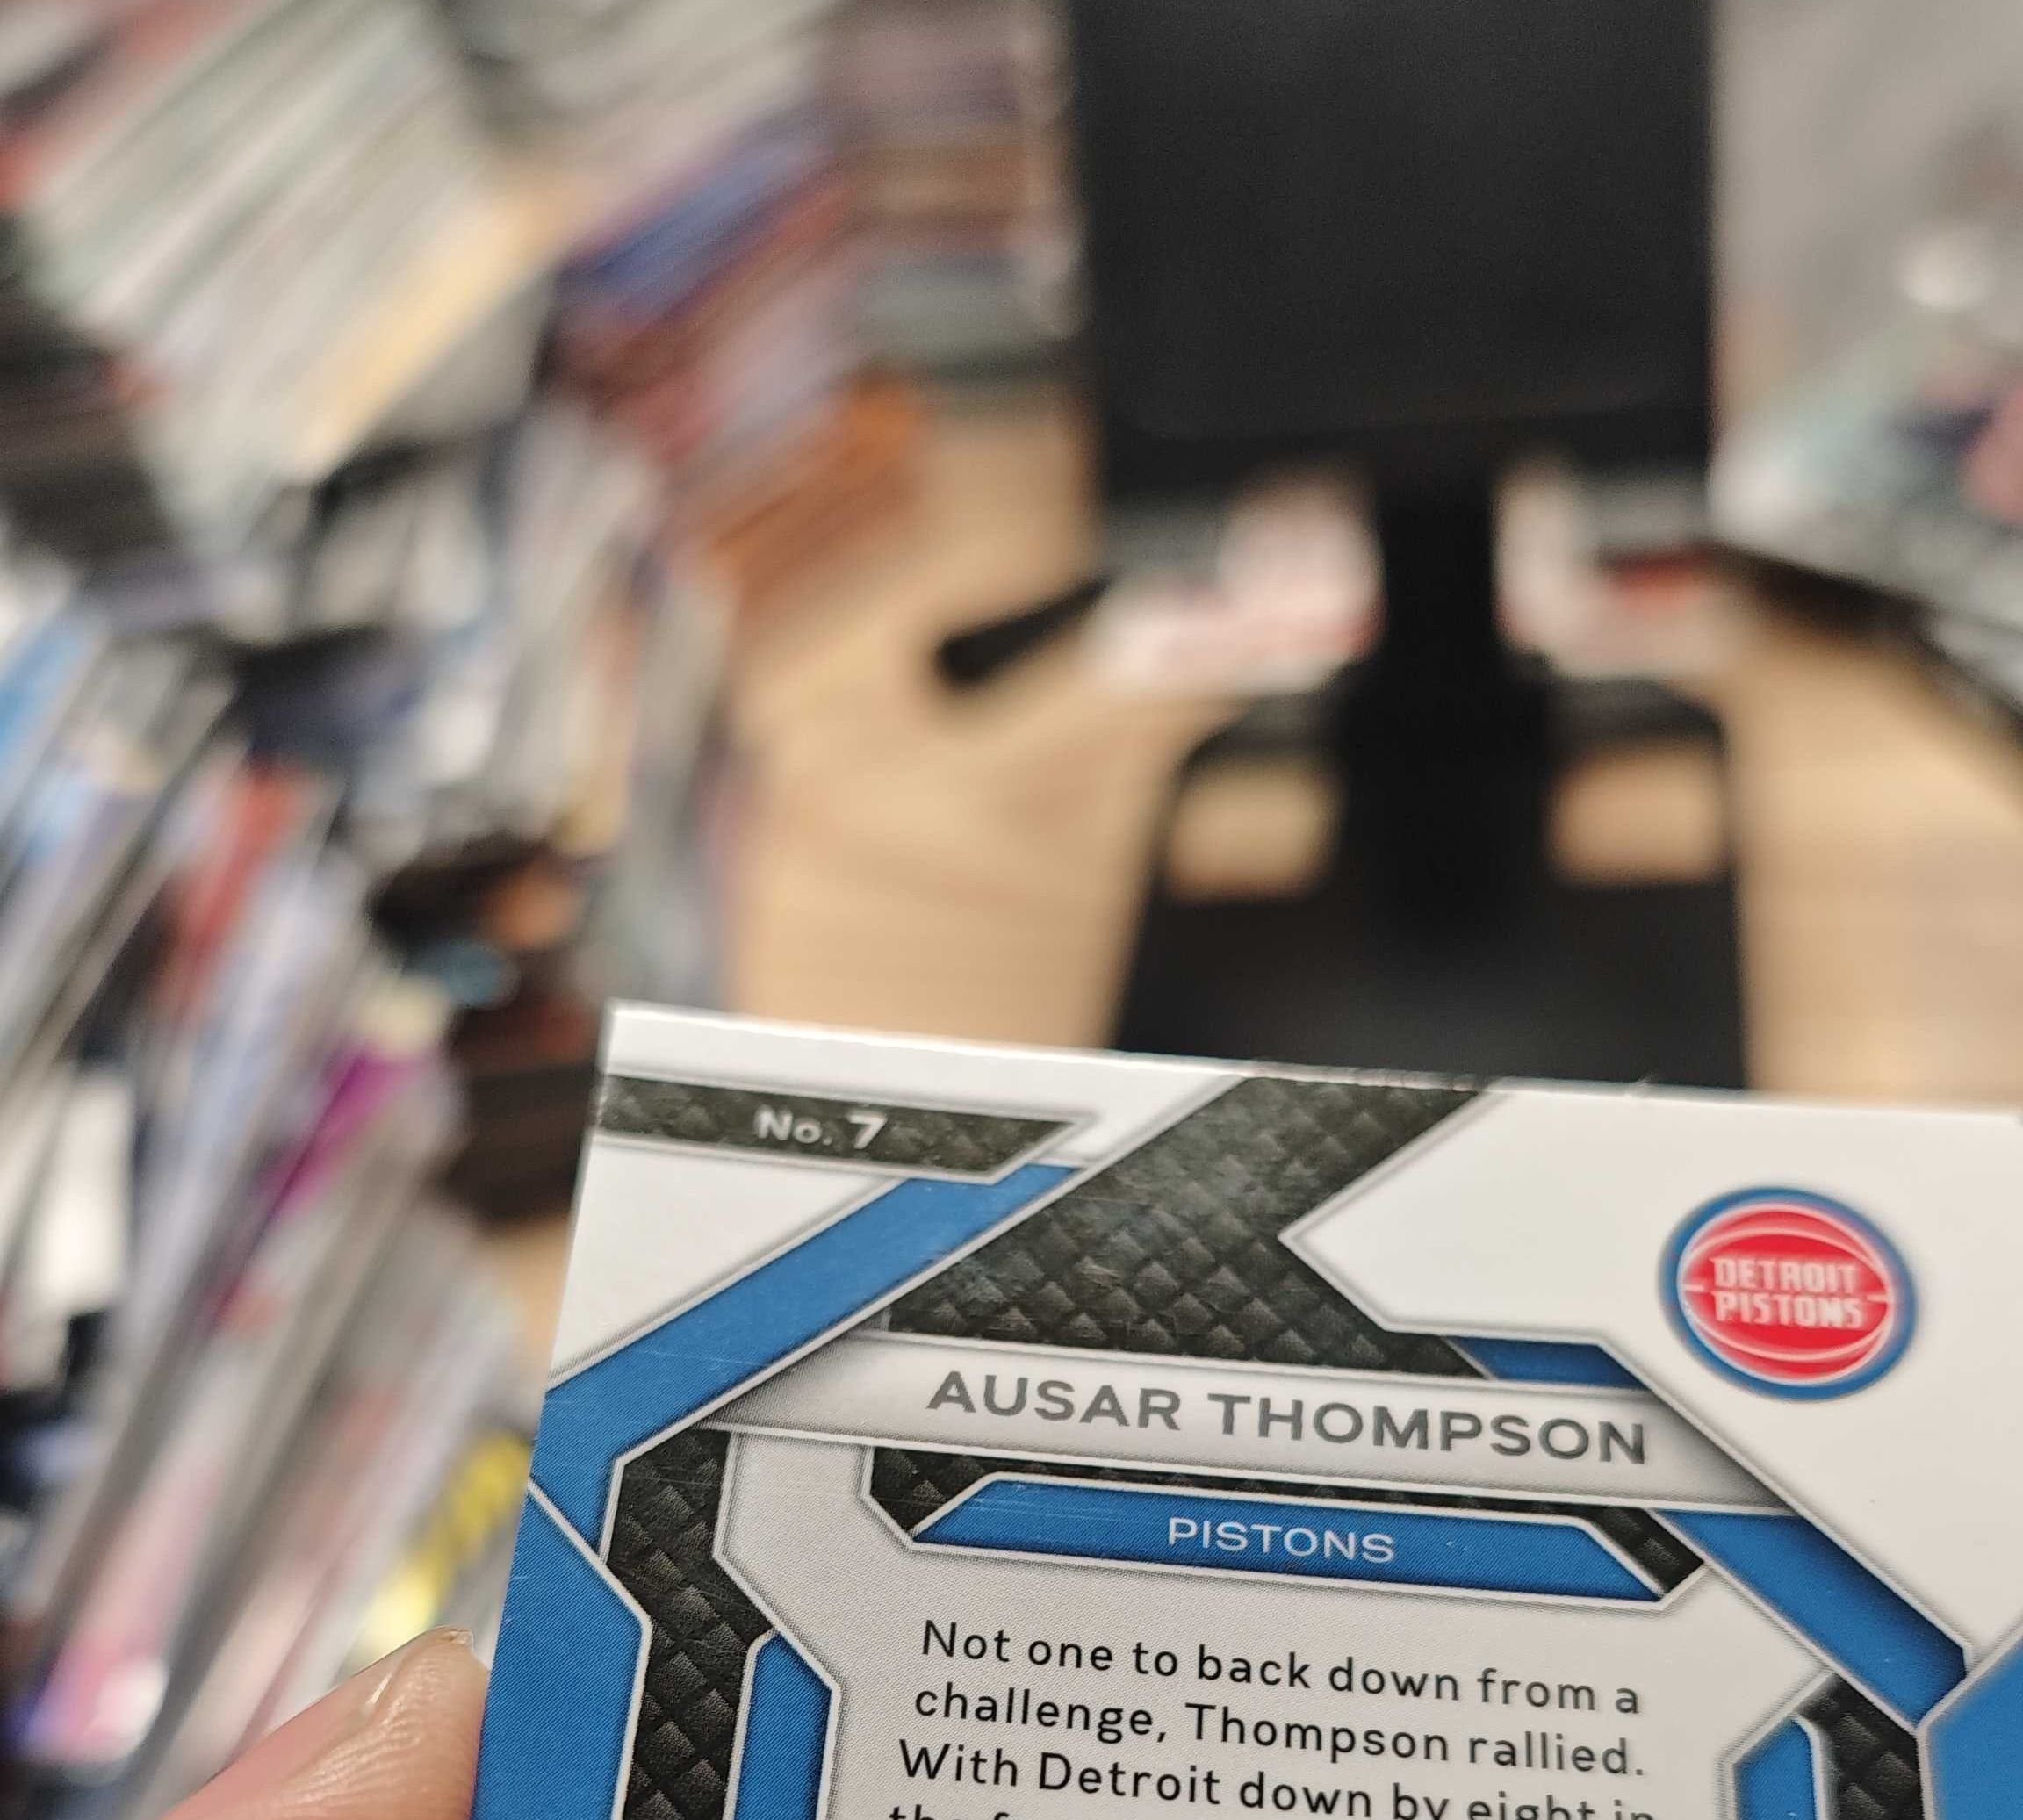 No. 7
DETROIT
PISTONS
AUSAR THOMPSON
PISTONS
Not one to back down from a
challenge, Thompson rallied.
With Detroit down by eight in
the